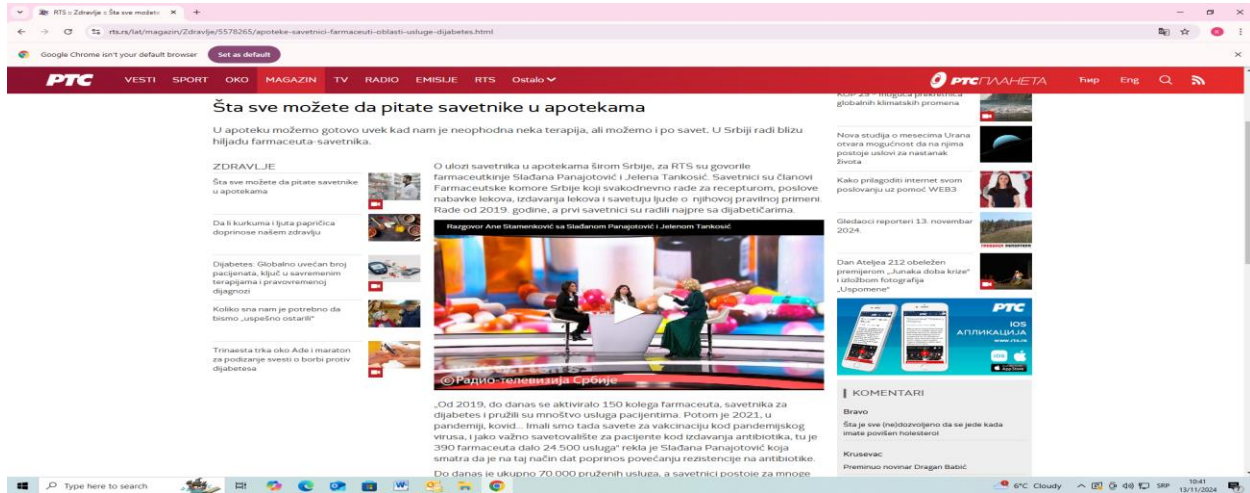 RTS :: Zdravlje :: Šta sve možete
rts.rs/lat/magazin/Zdravlje/5578265/apoteke-savetnici-farmaceuti-oblasti-usluge-dijabetes.html
Google Chrome isn't your default browser
Set as default
РТС
VESTI SPORT OKO MAGAZIN TV RADIO EMISIJE RTS Ostalo
РТС ПЛАНЕТА
Ћир Eng
Šta sve možete da pitate savetnike u apotekama
U apoteku možemo gotovo uvek kad nam je neophodna neka terapija, ali možemo i po savet. U Srbiji radi blizu
hiljadu farmaceuta-savetnika.
ZDRAVLJE
Šta sve možete da pitate savetnike
u apotekama
Da li kurkuma i ljuta papričica
doprinose našem zdravlju
Dijabetes: Globalno uvećan broj
pacijenata, ključ u savremenim
terapijama i pravovremenoj
dijagnozi
Koliko sna nam je potrebno da
bismo „uspešno ostarili"
Trinaesta trka oko Ade i maraton
za podizanje svesti o borbi protiv
dijabetesa
O ulozi savetnika u apotekama širom Srbije, za RTS su govorile
farmaceutkinje Slađana Panajotović i Jelena Tankosić. Savetnici su članovi
Farmaceutske komore Srbije koji svakodnevno rade za recepturom, poslove
nabavke lekova, izdavanja lekova i savetuju ljude o njihovoj pravilnoj primeni.
Rade od 2019. godine, a prvi savetnici su radili najpre sa dijabetičarima.
Razgovor Ane Stamenković sa Slađanom Panajotović i Jelenom Tankosić
©Радио-телевизија Србије
„Od 2019, do danas se aktiviralo 150 kolega farmaceuta, savetnika za
dijabetes i pružili su mnoštvo usluga pacijentima. Potom je 2021, u
pandemiji, kovid... Imali smo tada savete za vakcinaciju kod pandemijskog
virusa, i jako važno savetovalište za pacijente kod izdavanja antibiotika, tu je
390 farmaceuta dalo 24.500 usluga" rekla je Slađana Panajotović koja
smatra da je na taj način dat poprinos povećanju rezistencije na antibiotike.
Do danas je ukupno 70.000 pruženih usluga, a savetnici postoje za mnoge
globalnih klimatskih promena
Nova studija o mesecima Urana
otvara mogućnost da na njima
postoje uslovi za nastanak
života
Kako prilagoditi internet svom
poslovanju uz pomoć WEB3
Gledaoci reporteri 13. novembar
2024.
Dan Ateljea 212 obeležen
premijerom „Junaka doba krize"
i izložbom fotografija
„Uspomene"
РТС
iOS
АПЛИКАЦИЈА
www.rts.rs
iOS
App Store
KOMENTARI
Bravo
Šta je sve (ne)dozvoljeno da se jede kada
imate povišen holesterol
Krusevac
Preminuo novinar Dragan Babić
Type here to search
6°C Cloudy
SRP
10:41
13/11/2024